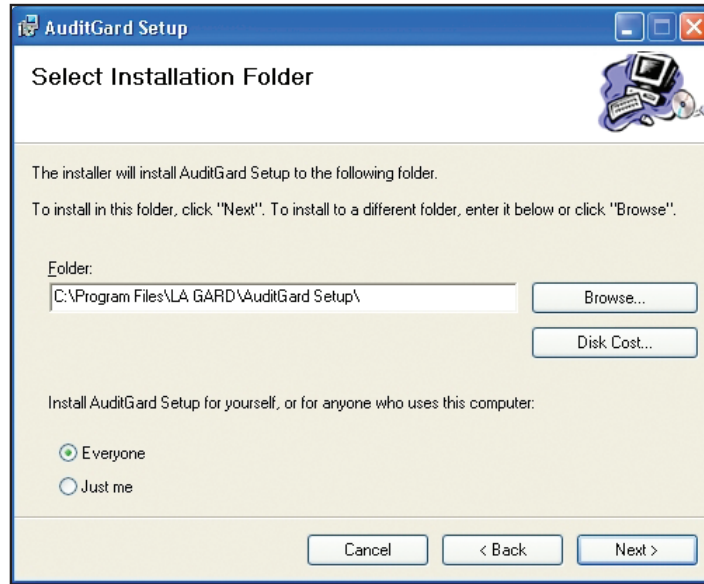 AuditGard Setup
Select Installation Folder
The installer will install AuditGard Setup to the following folder.
To install in this folder, click "Next". To install to a different folder, enter it below or click "Browse".
Folder:
C:\Program Files\LA GARD\AuditGard Setup\
Browse...
Disk Cost...
Install AuditGard Setup for yourself, or for anyone who uses this computer:
Everyone
Just me
Cancel
< Back
Next >